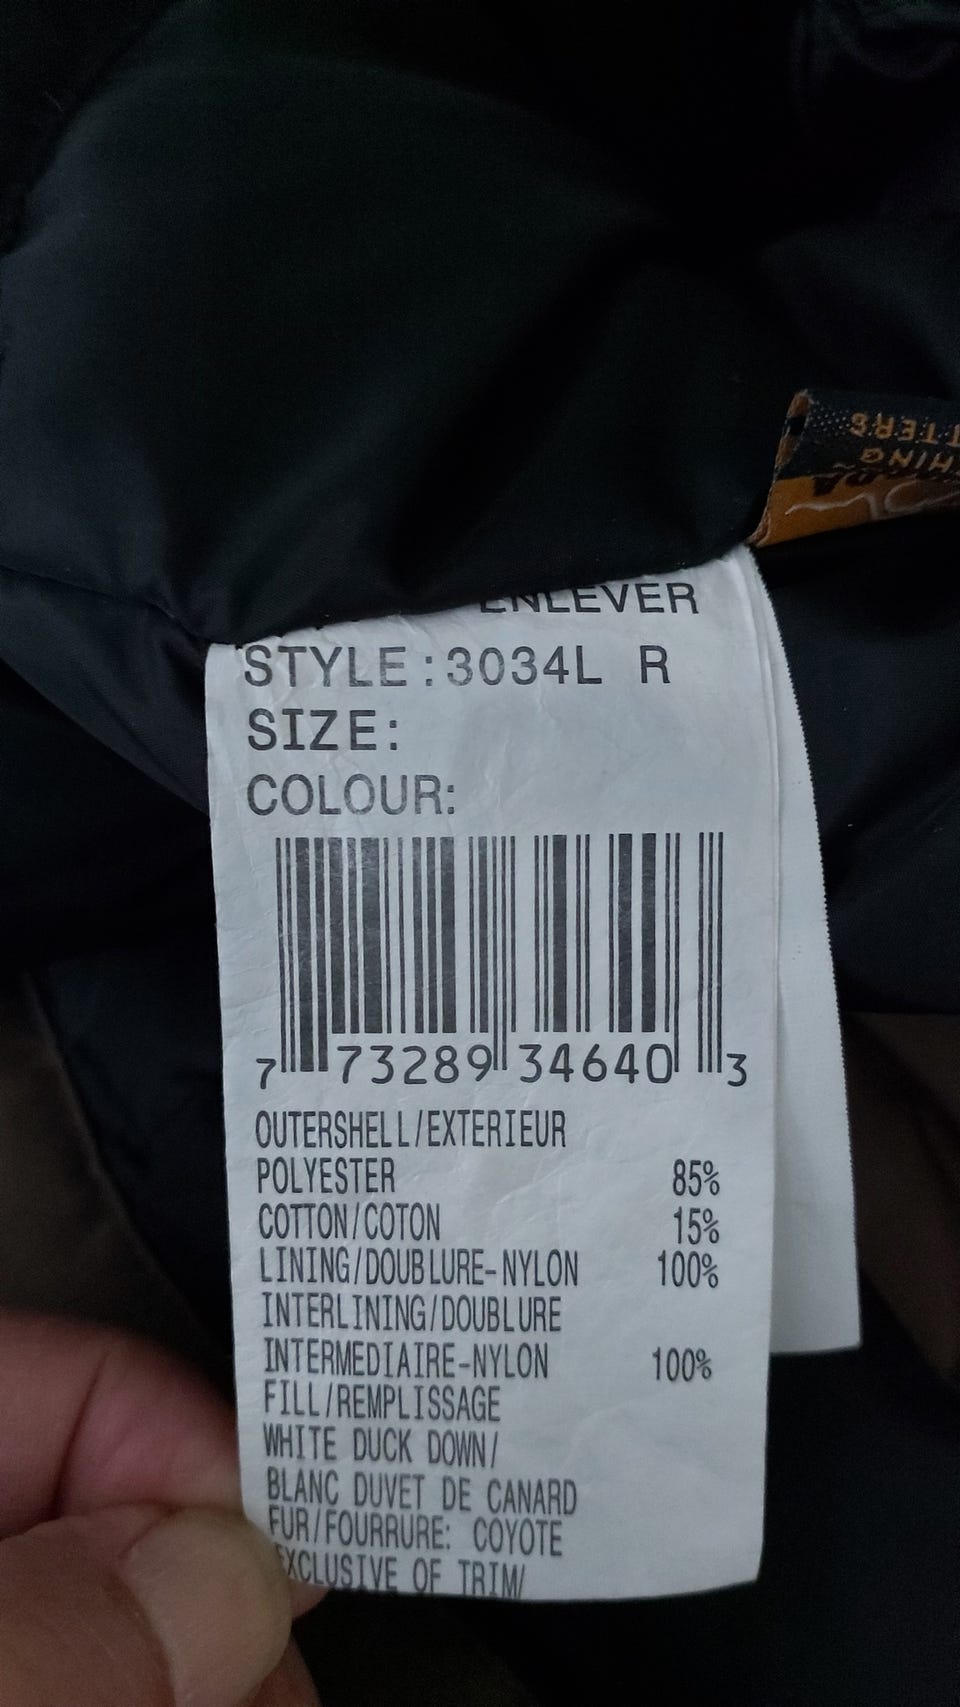 TTERS
HING
ENLEVER
STYLE:3034L R
SIZE:
COLOUR:
7 73289 34640 3
OUTERSHELL/EXTERIEUR
POLYESTER 85%
COTTON/COTON 15%
LINING/DOUBLURE-NYLON 100%
INTERLINING/DOUBLURE
INTERMEDIAIRE-NYLON 100%
FILL/REMPLISSAGE
WHITE DUCK DOWN/
BLANC DUVET DE CANARD
FUR/FOURRURE: COYOTE
EXCLUSIVE OF TRIM/